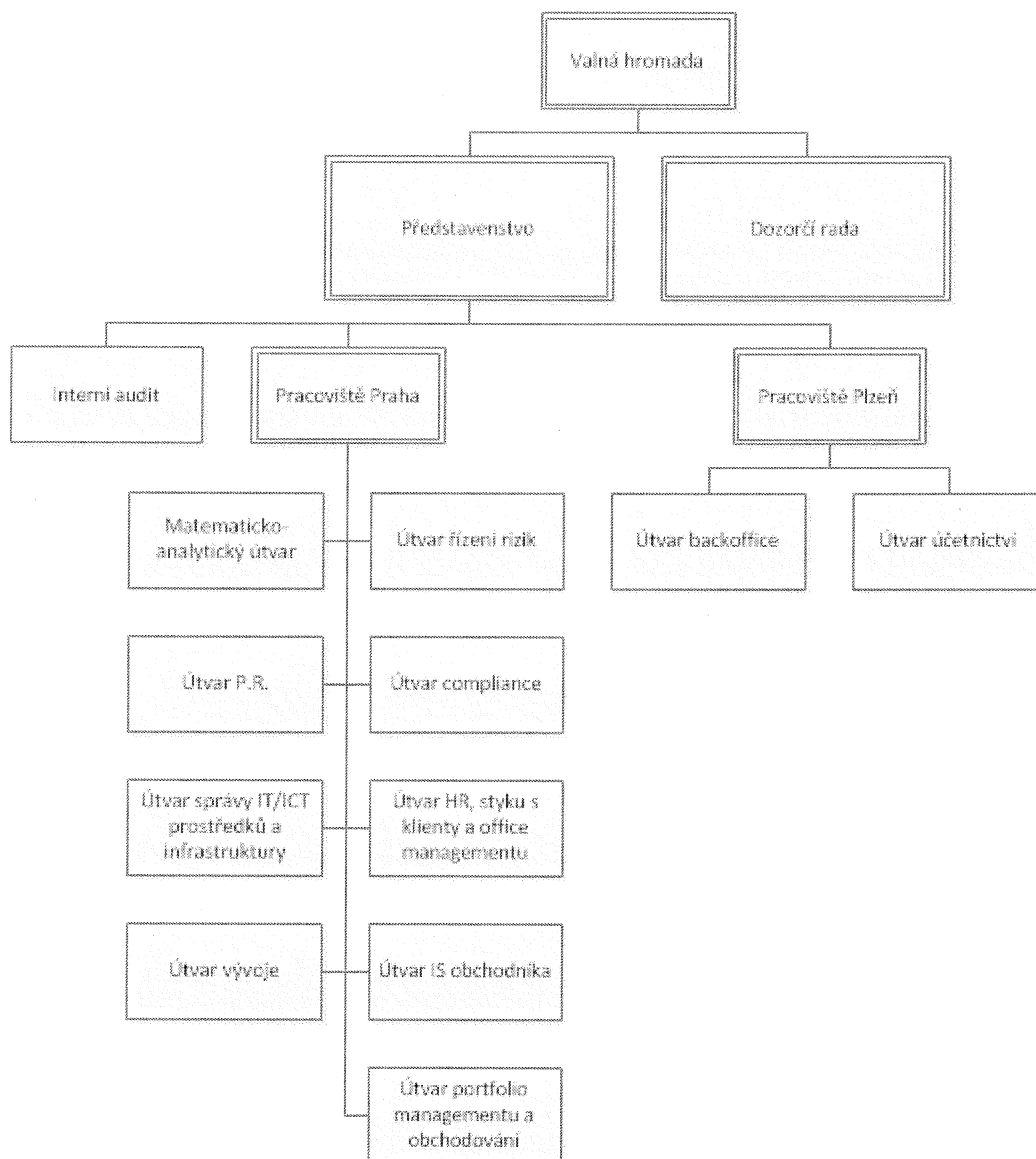 Valná hromada
Představenstvo
Dozorčí rada
Interní audit
Pracoviště Praha
Pracoviště Plzeň
Matematicko-
analytický útvar
Útvar řízení rizik
Útvar backoffice
Útvar účetnictví
Útvar P.R.
Útvar compliance
Útvar správy IT/ICT
prostředků a
infrastruktury
Útvar HR, styku s
klienty a office
managementu
Útvar vývoje
Útvar IS obchodníka
Útvar portfolio
managementu a
obchodování